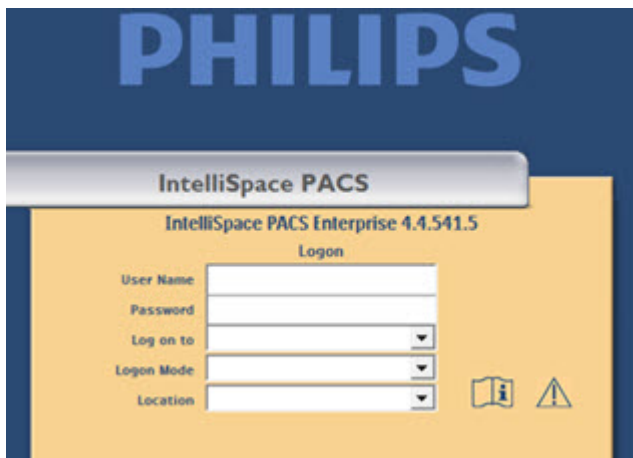 PHILIPS
IntelliSpace PACS
IntelliSpace PACS Enterprise 4.4.541.5
Logon
User Name
Password
Log on to
Logon Mode
Location